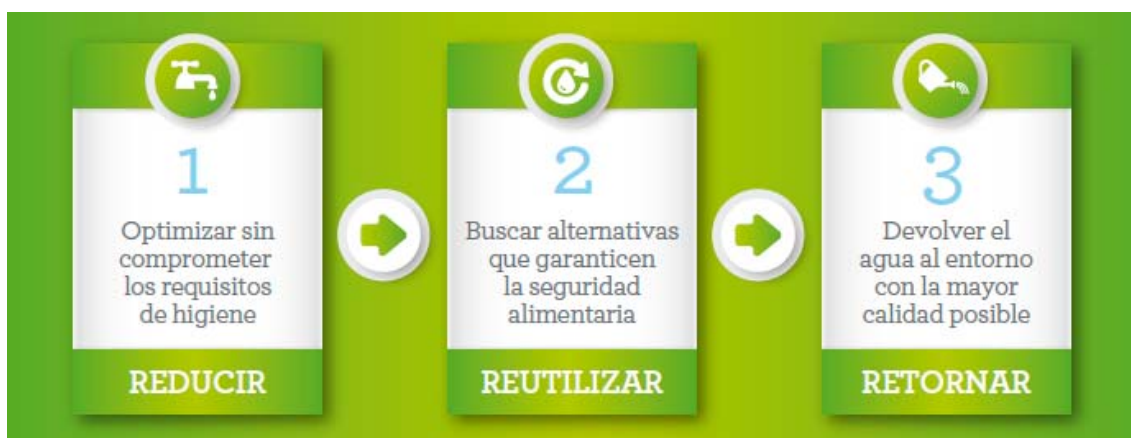 1
Optimizar sin
comprometer
los requisitos
de higiene
REDUCIR
2
Buscar alternativas
que garanticen
la seguridad
alimentaria
REUTILIZAR
3
Devolver el
agua al entorno
con la mayor
calidad posible
RETORNAR